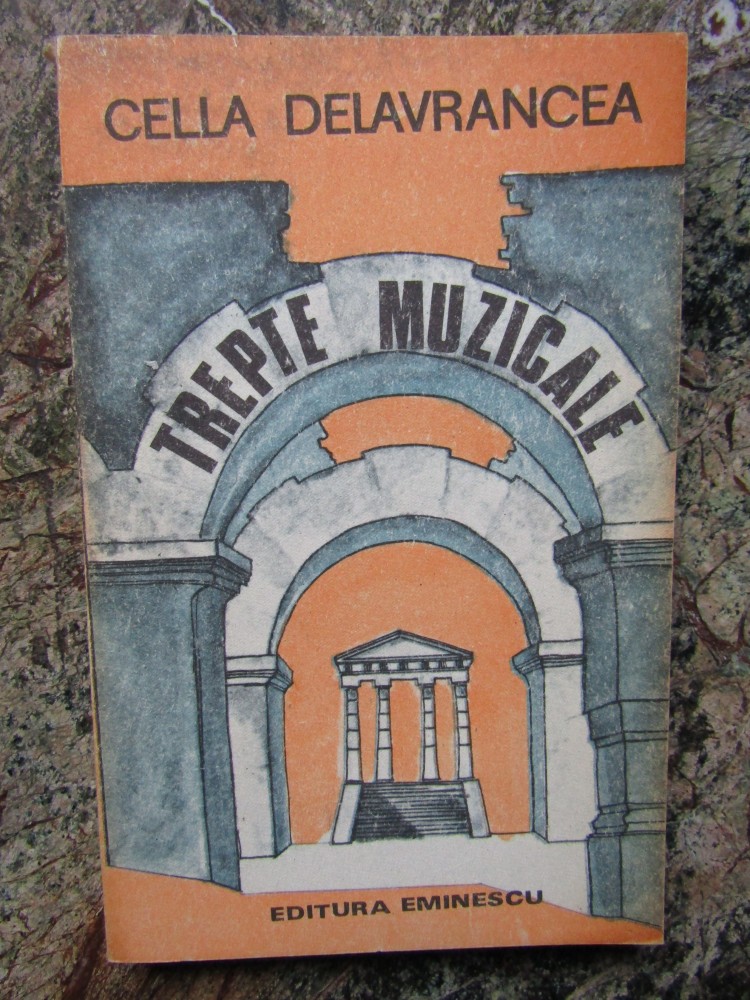 CELLA DELAVRANCEA
TREPTE MUZICALE
EDITURA EMINESCU